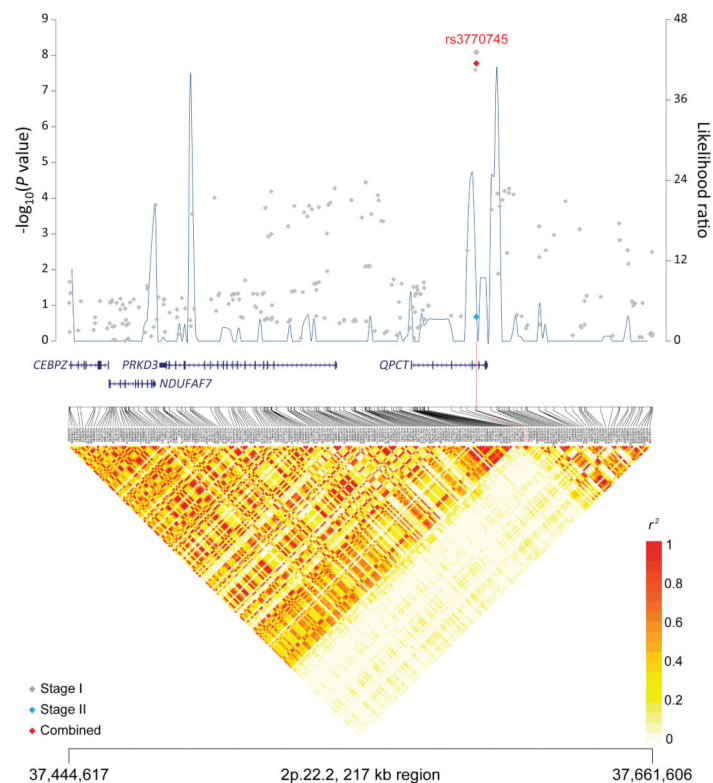 rs3770745
9
8
7
6
5
4
3
2
1
0
-log10(P value)
48
36
24
12
0
Likelihood ratio
CEBPZ
PRKD3
QPCT
NDUFAF7
r2
1
0.8
0.6
0.4
0.2
0
Stage I
Stage II
Combined
37,444,617
2p.22.2, 217 kb region
37,661,606